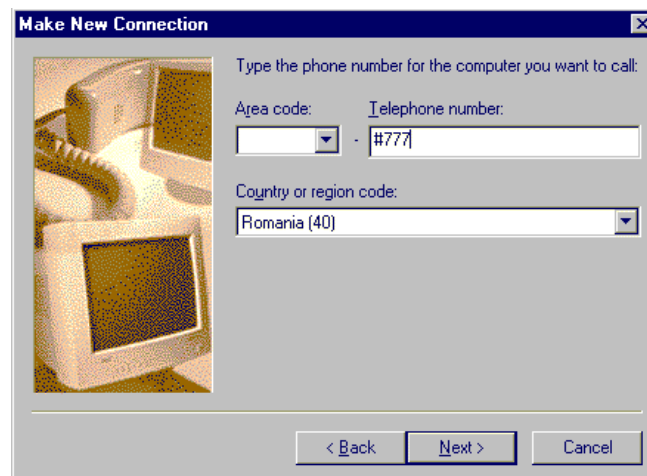 Make New Connection
Type the phone number for the computer you want to call:
Area code: Telephone number:
- #777
Country or region code:
Romania (40)
< Back Next > Cancel